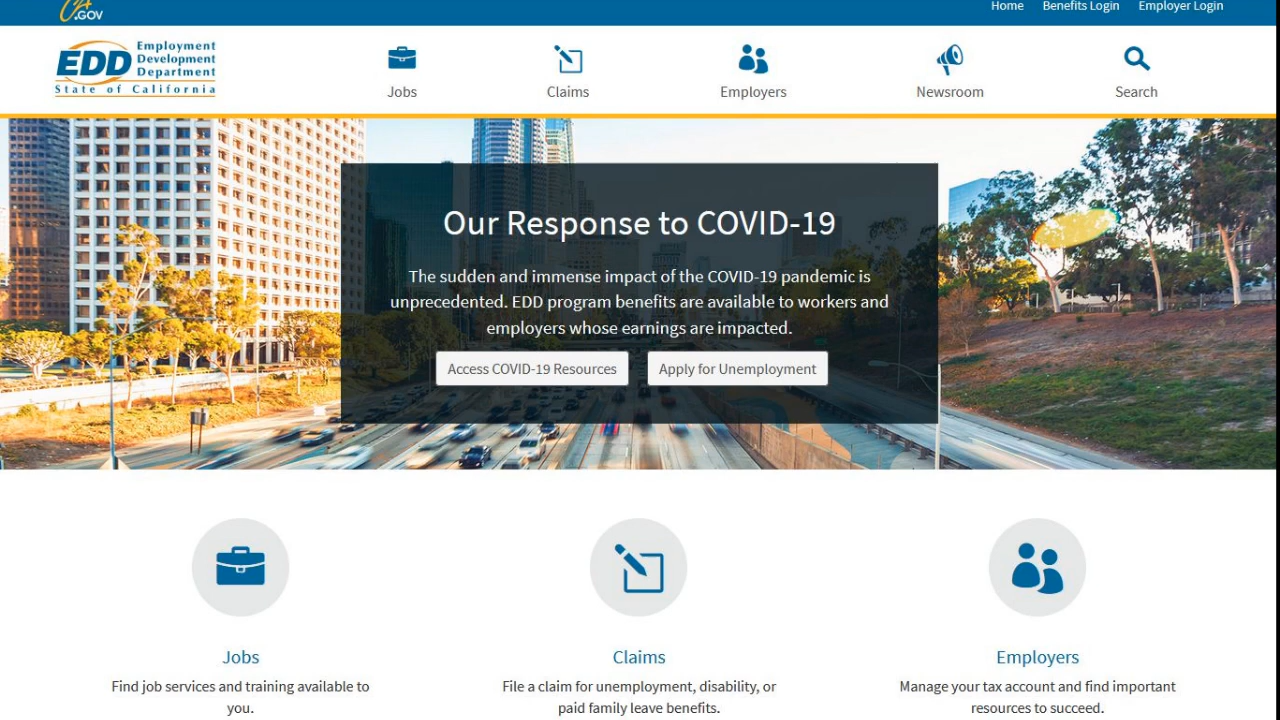 CA.GOV
Home Benefits Login Employer Login
EDD Employment
Development
Department
State of California
Jobs Claims Employers Newsroom Search
Our Response to COVID-19
The sudden and immense impact of the COVID-19 pandemic is
unprecedented. EDD program benefits are available to workers and
employers whose earnings are impacted.
Access COVID-19 Resources Apply for Unemployment
Jobs
Find job services and training available to
you.
Claims
File a claim for unemployment, disability, or
paid family leave benefits.
Employers
Manage your tax account and find important
resources to succeed.